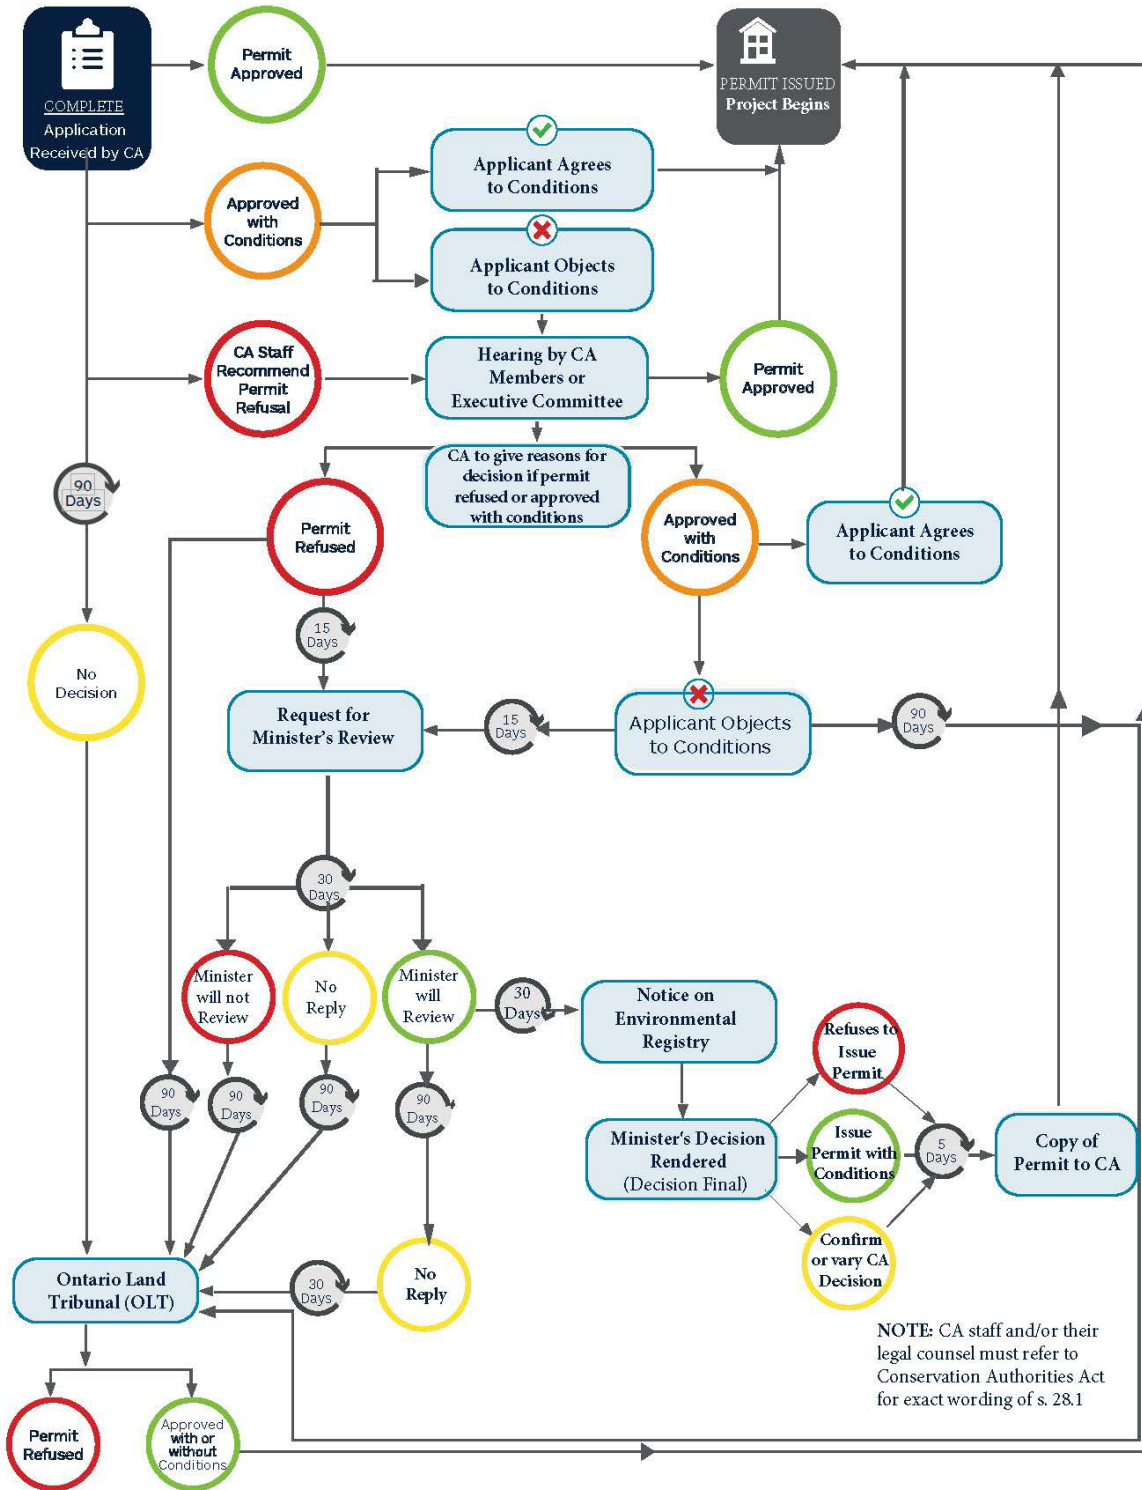 COMPLETE
Application
Received by CA
Permit
Approved
PERMIT ISSUED
Project Begins
Applicant Agrees
to Conditions
Approved
with
Conditions
Applicant Objects
to Conditions
CA Staff
Recommend
Permit
Refusal
Hearing by CA
Members or
Executive Committee
Permit
Approved
CA to give reasons for
decision if permit
refused or approved
with conditions
90
Days
Permit
Refused
Approved
with
Conditions
Applicant Agrees
to Conditions
15
Days
No
Decision
Request for
Minister's Review
15
Days
Applicant Objects
to Conditions
90
Days
30
Days
Minister
will not
Review
No
Reply
Minister
will
Review
30
Days
Notice on
Environmental
Registry
Refuses to
Issue
Permit
90
Days
90
Days
90
Days
90
Days
Minister's Decision
Rendered
(Decision Final)
Issue
Permit with
Conditions
5
Days
Copy of
Permit to CA
Confirm
or vary CA
Decision
Ontario Land
Tribunal (OLT)
30
Days
No
Reply
NOTE: CA staff and/or their
legal counsel must refer to
Conservation Authorities Act
for exact wording of s. 28.1
Permit
Refused
Approved
with or
without
Conditions